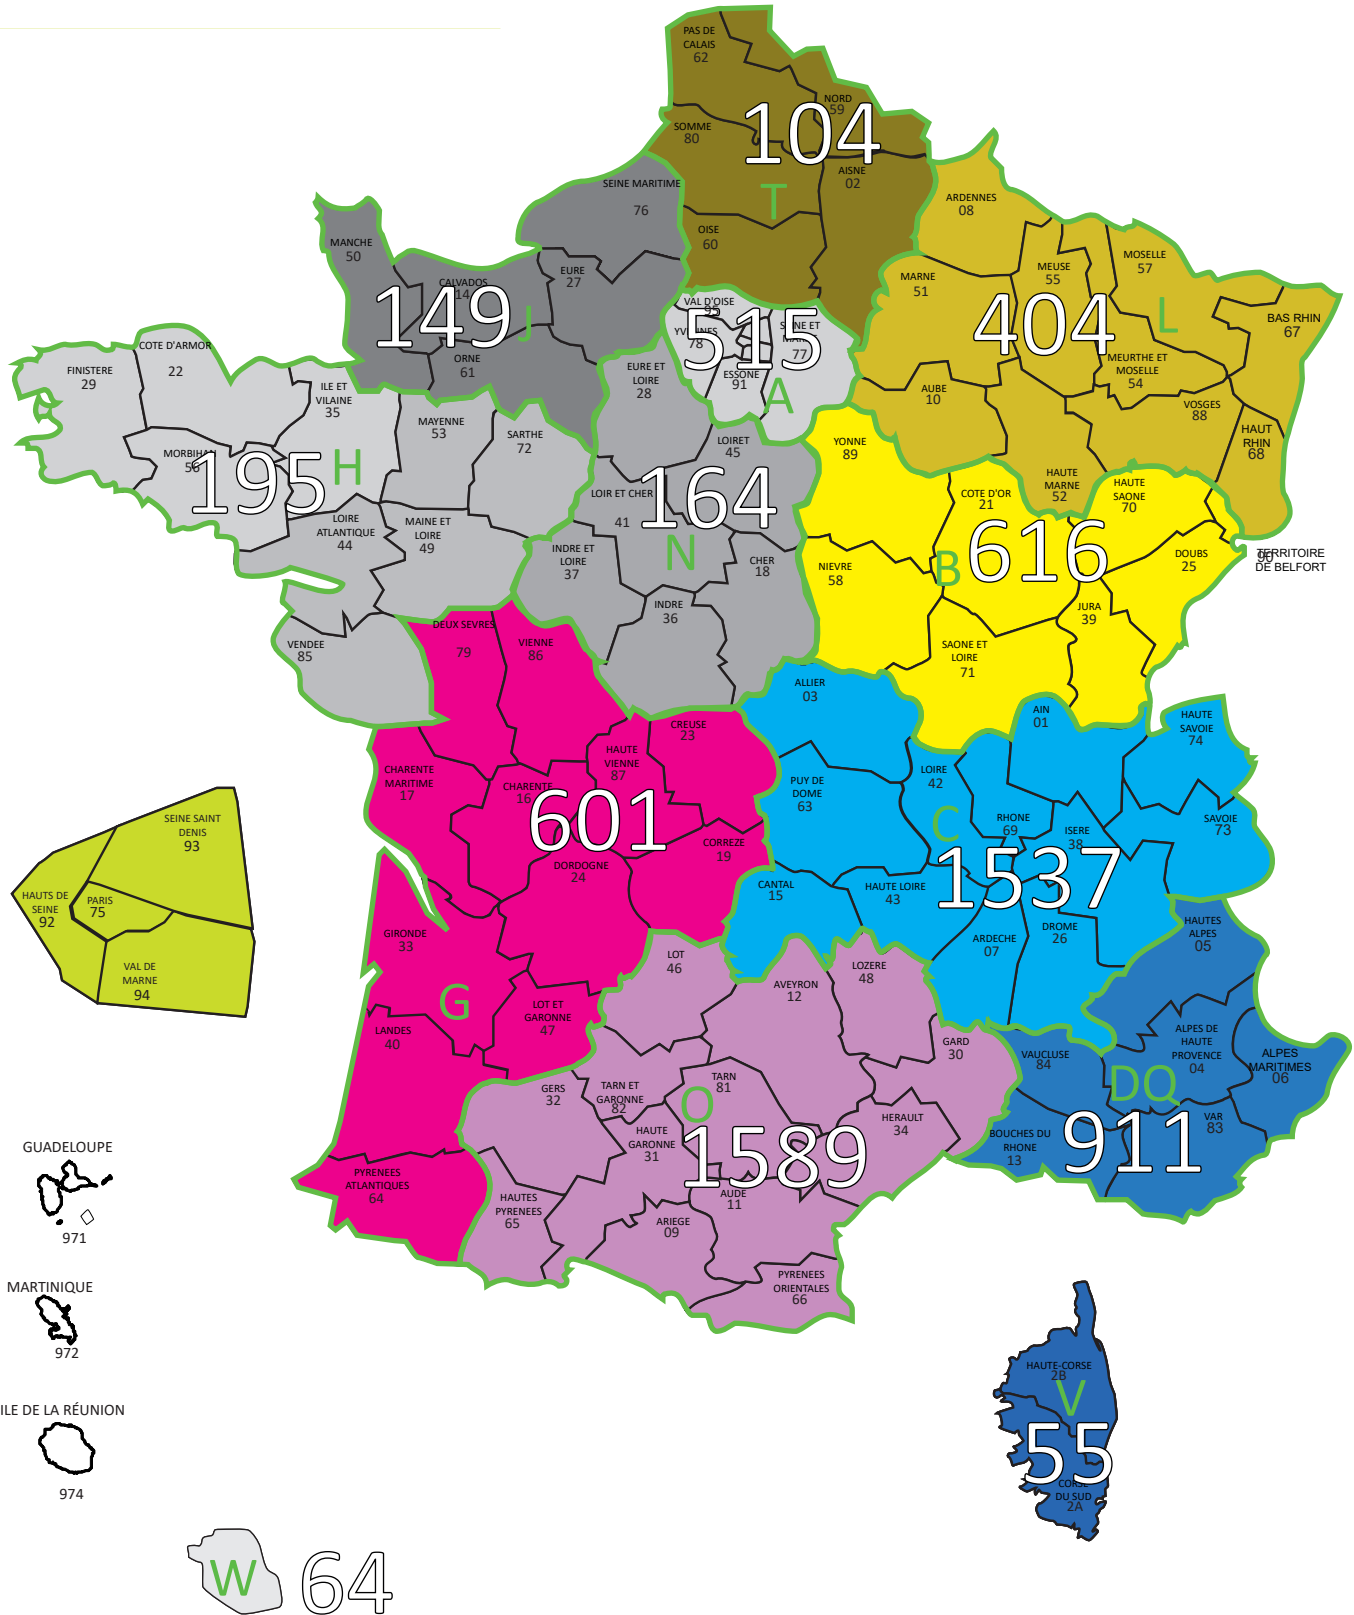 PAS DE
CALAIS
62
NORD
59
104
SOMME
80
AISNE
02
T
OISE
60
SEINE MARITIME
76
MANCHE
50
CALVADOS
14
EURE
27
149
J
ORNE
61
VAL D'OISE
95
YVELINES
78
SEINE ET
MARNE
77
515
ESSONE
91
A
ARDENNES
08
MARNE
51
MEUSE
55
MOSELLE
57
404
L
BAS RHIN
67
MEURTHE ET
MOSELLE
54
AUBE
10
VOSGES
88
HAUT
RHIN
68
HAUTE
MARNE
52
FINISTERE
29
COTE D'ARMOR
22
ILE ET
VILAINE
35
MORBIHAN
56
195
H
MAYENNE
53
SARTHE
72
LOIRE
ATLANTIQUE
44
MAINE ET
LOIRE
49
VENDEE
85
EURE ET
LOIRE
28
LOIRET
45
LOIR ET CHER
41
164
N
INDRE ET
LOIRE
37
CHER
18
INDRE
36
YONNE
89
COTE D'OR
21
HAUTE
SAONE
70
616
B
NIEVRE
58
DOUBS
25
TERRITOIRE
90
DE BELFORT
JURA
39
SAONE ET
LOIRE
71
DEUX SEVRES
79
VIENNE
86
CREUSE
23
HAUTE
VIENNE
87
CHARENTE
MARITIME
17
CHARENTE
16
601
CORREZE
19
DORDOGNE
24
GIRONDE
33
G
LOT ET
GARONNE
47
LANDES
40
PYRENEES
ATLANTIQUES
64
ALLIER
03
AIN
01
HAUTE
SAVOIE
74
PUY DE
DOME
63
LOIRE
42
C
RHONE
69
ISERE
38
SAVOIE
73
1537
CANTAL
15
HAUTE LOIRE
43
ARDECHE
07
DROME
26
HAUTES
ALPES
05
LOT
46
AVEYRON
12
LOZERE
48
GARD
30
GERS
32
TARN ET
GARONNE
82
TARN
81
O
HERAULT
34
HAUTE
GARONNE
31
1589
HAUTES
PYRENEES
65
AUDE
11
ARIEGE
09
PYRENEES
ORIENTALES
66
VAUCLUSE
84
ALPES DE
HAUTE
PROVENCE
04
ALPES
MARITIMES
06
DQ
VAR
83
BOUCHES DU
RHONE
13
911
SEINE SAINT
DENIS
93
HAUTS DE
SEINE
92
PARIS
75
VAL DE
MARNE
94
GUADELOUPE
971
MARTINIQUE
972
ILE DE LA RÉUNION
974
HAUTE-CORSE
2B
V
55
CORSE
DU SUD
2A
W
64